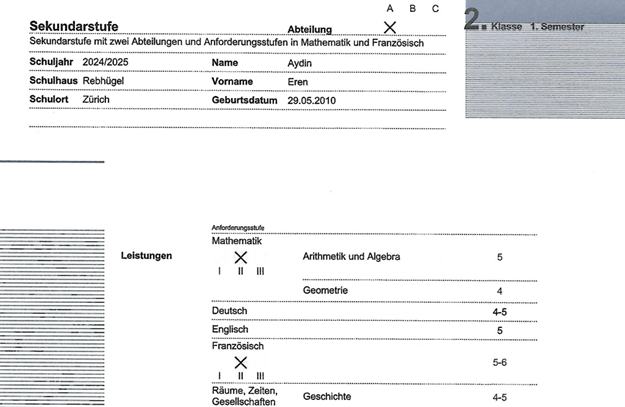 A B C
Sekundarstufe Abteilung X
2. Klasse 1. Semester
Sekundarstufe mit zwei Abteilungen und Anforderungsstufen in Mathematik und Französisch
Schuljahr 2024/2025 Name Aydin
Schulhaus Rebhügel Vorname Eren
Schulort Zürich Geburtsdatum 29.05.2010
Anforderungsstufe
Mathematik
Leistungen X Arithmetik und Algebra 5
I II III
Geometrie 4
Deutsch 4-5
Englisch 5
Französisch
X 5-6
I II III
Räume, Zeiten, Geschichte 4-5
Gesellschaften